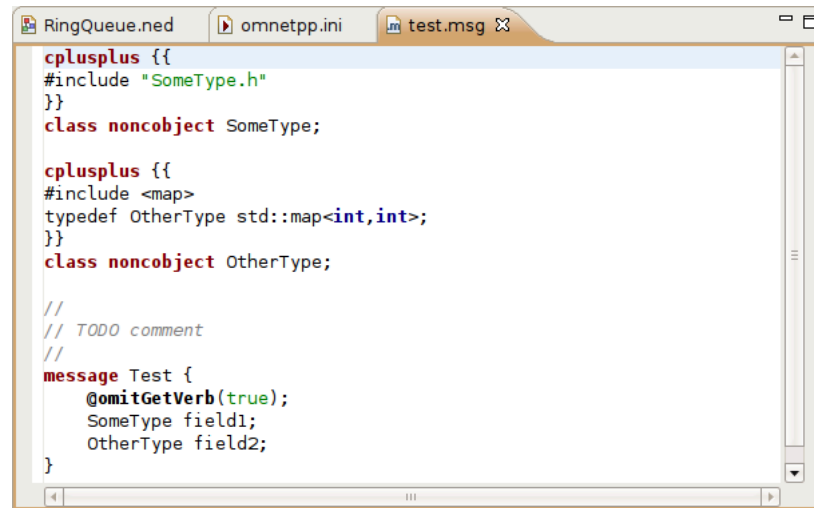 RingQueue.ned omnetpp.ini test.msg
cplusplus {{
#include "SomeType.h"
}}
class noncobject SomeType;
cplusplus {{
#include <map>
typedef OtherType std::map<int,int>;
}}
class noncobject OtherType;
//
// TODO comment
//
message Test {
    @omitGetVerb(true);
    SomeType field1;
    OtherType field2;
}